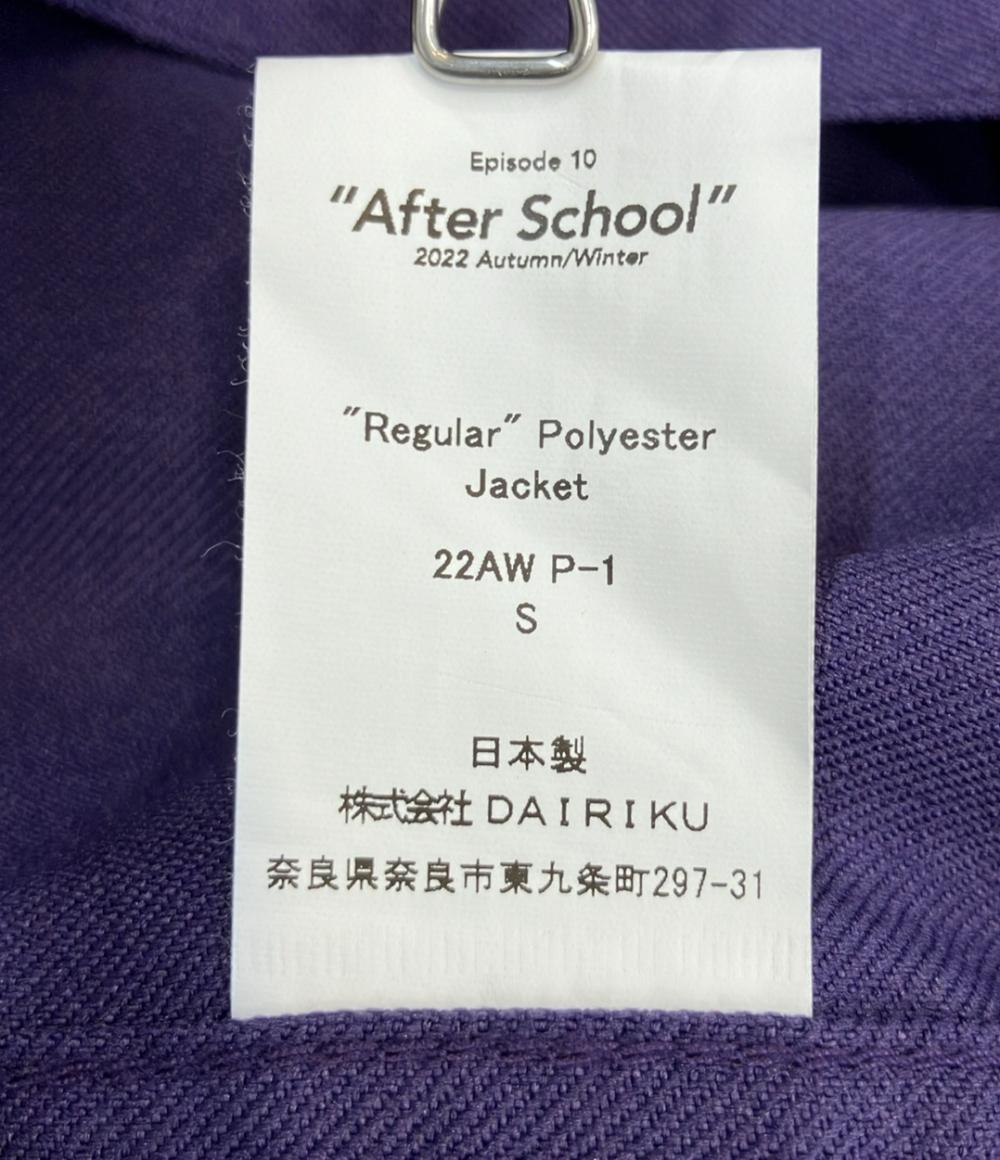 Episode 10
"After School"
2022 Autumn/Winter
"Regular" Polyester
Jacket
22AW P-1
S
日本製
株式会社 DAIRIKU
奈良県奈良市東九条町297-31